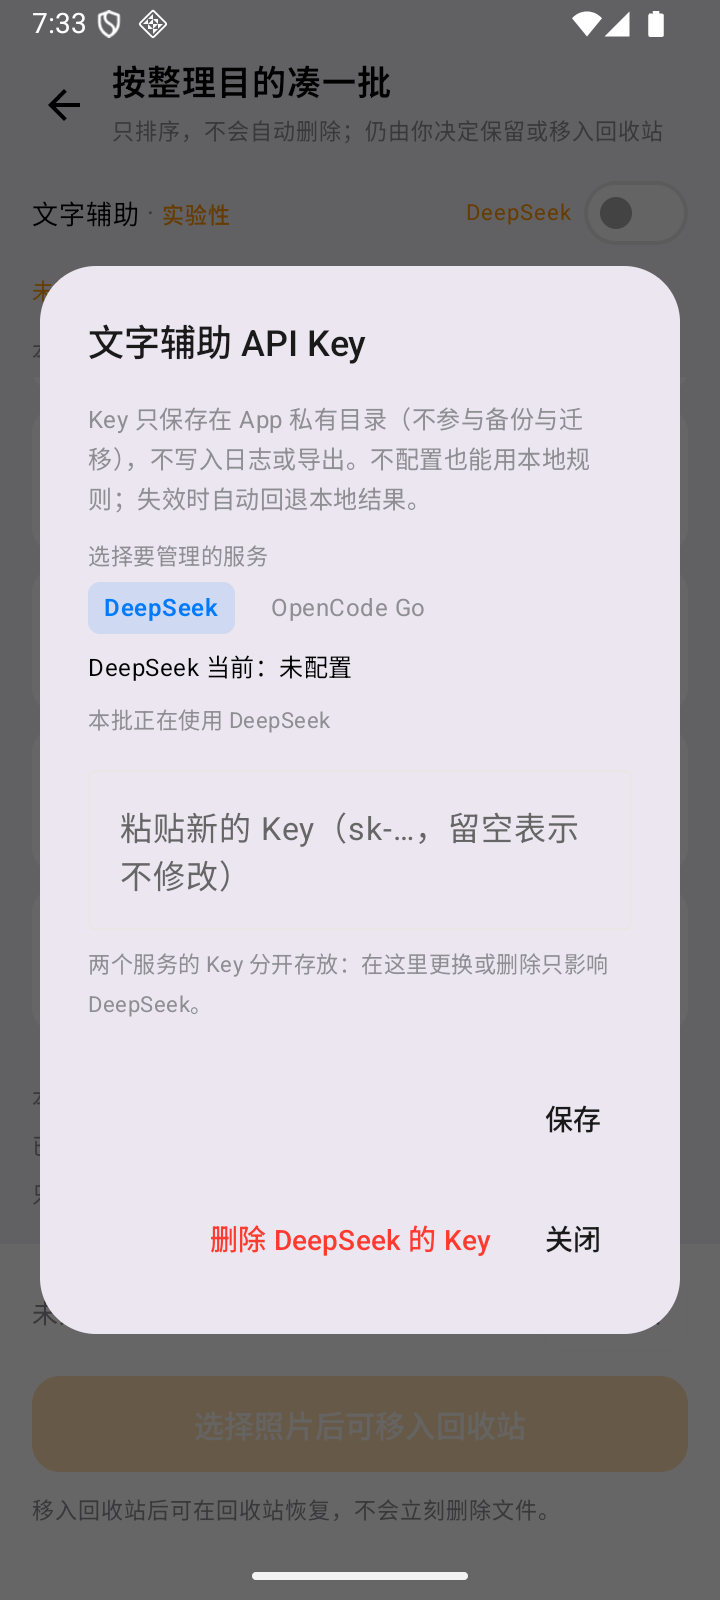 7:33
按整理目的凑一批
只排序，不会自动删除；仍由你决定保留或移入回收站
文字辅助 · 实验性 DeepSeek
未
文字辅助 API Key
Key 只保存在 App 私有目录（不参与备份与迁
移），不写入日志或导出。不配置也能用本地规
则；失效时自动回退本地结果。
选择要管理的服务
DeepSeek OpenCode Go
DeepSeek 当前：未配置
本批正在使用 DeepSeek
粘贴新的 Key（sk-…，留空表示
不修改）
两个服务的 Key 分开存放：在这里更换或删除只影响
DeepSeek。
保存
删除 DeepSeek 的 Key 关闭
未
选择照片后可移入回收站
移入回收站后可在回收站恢复，不会立刻删除文件。